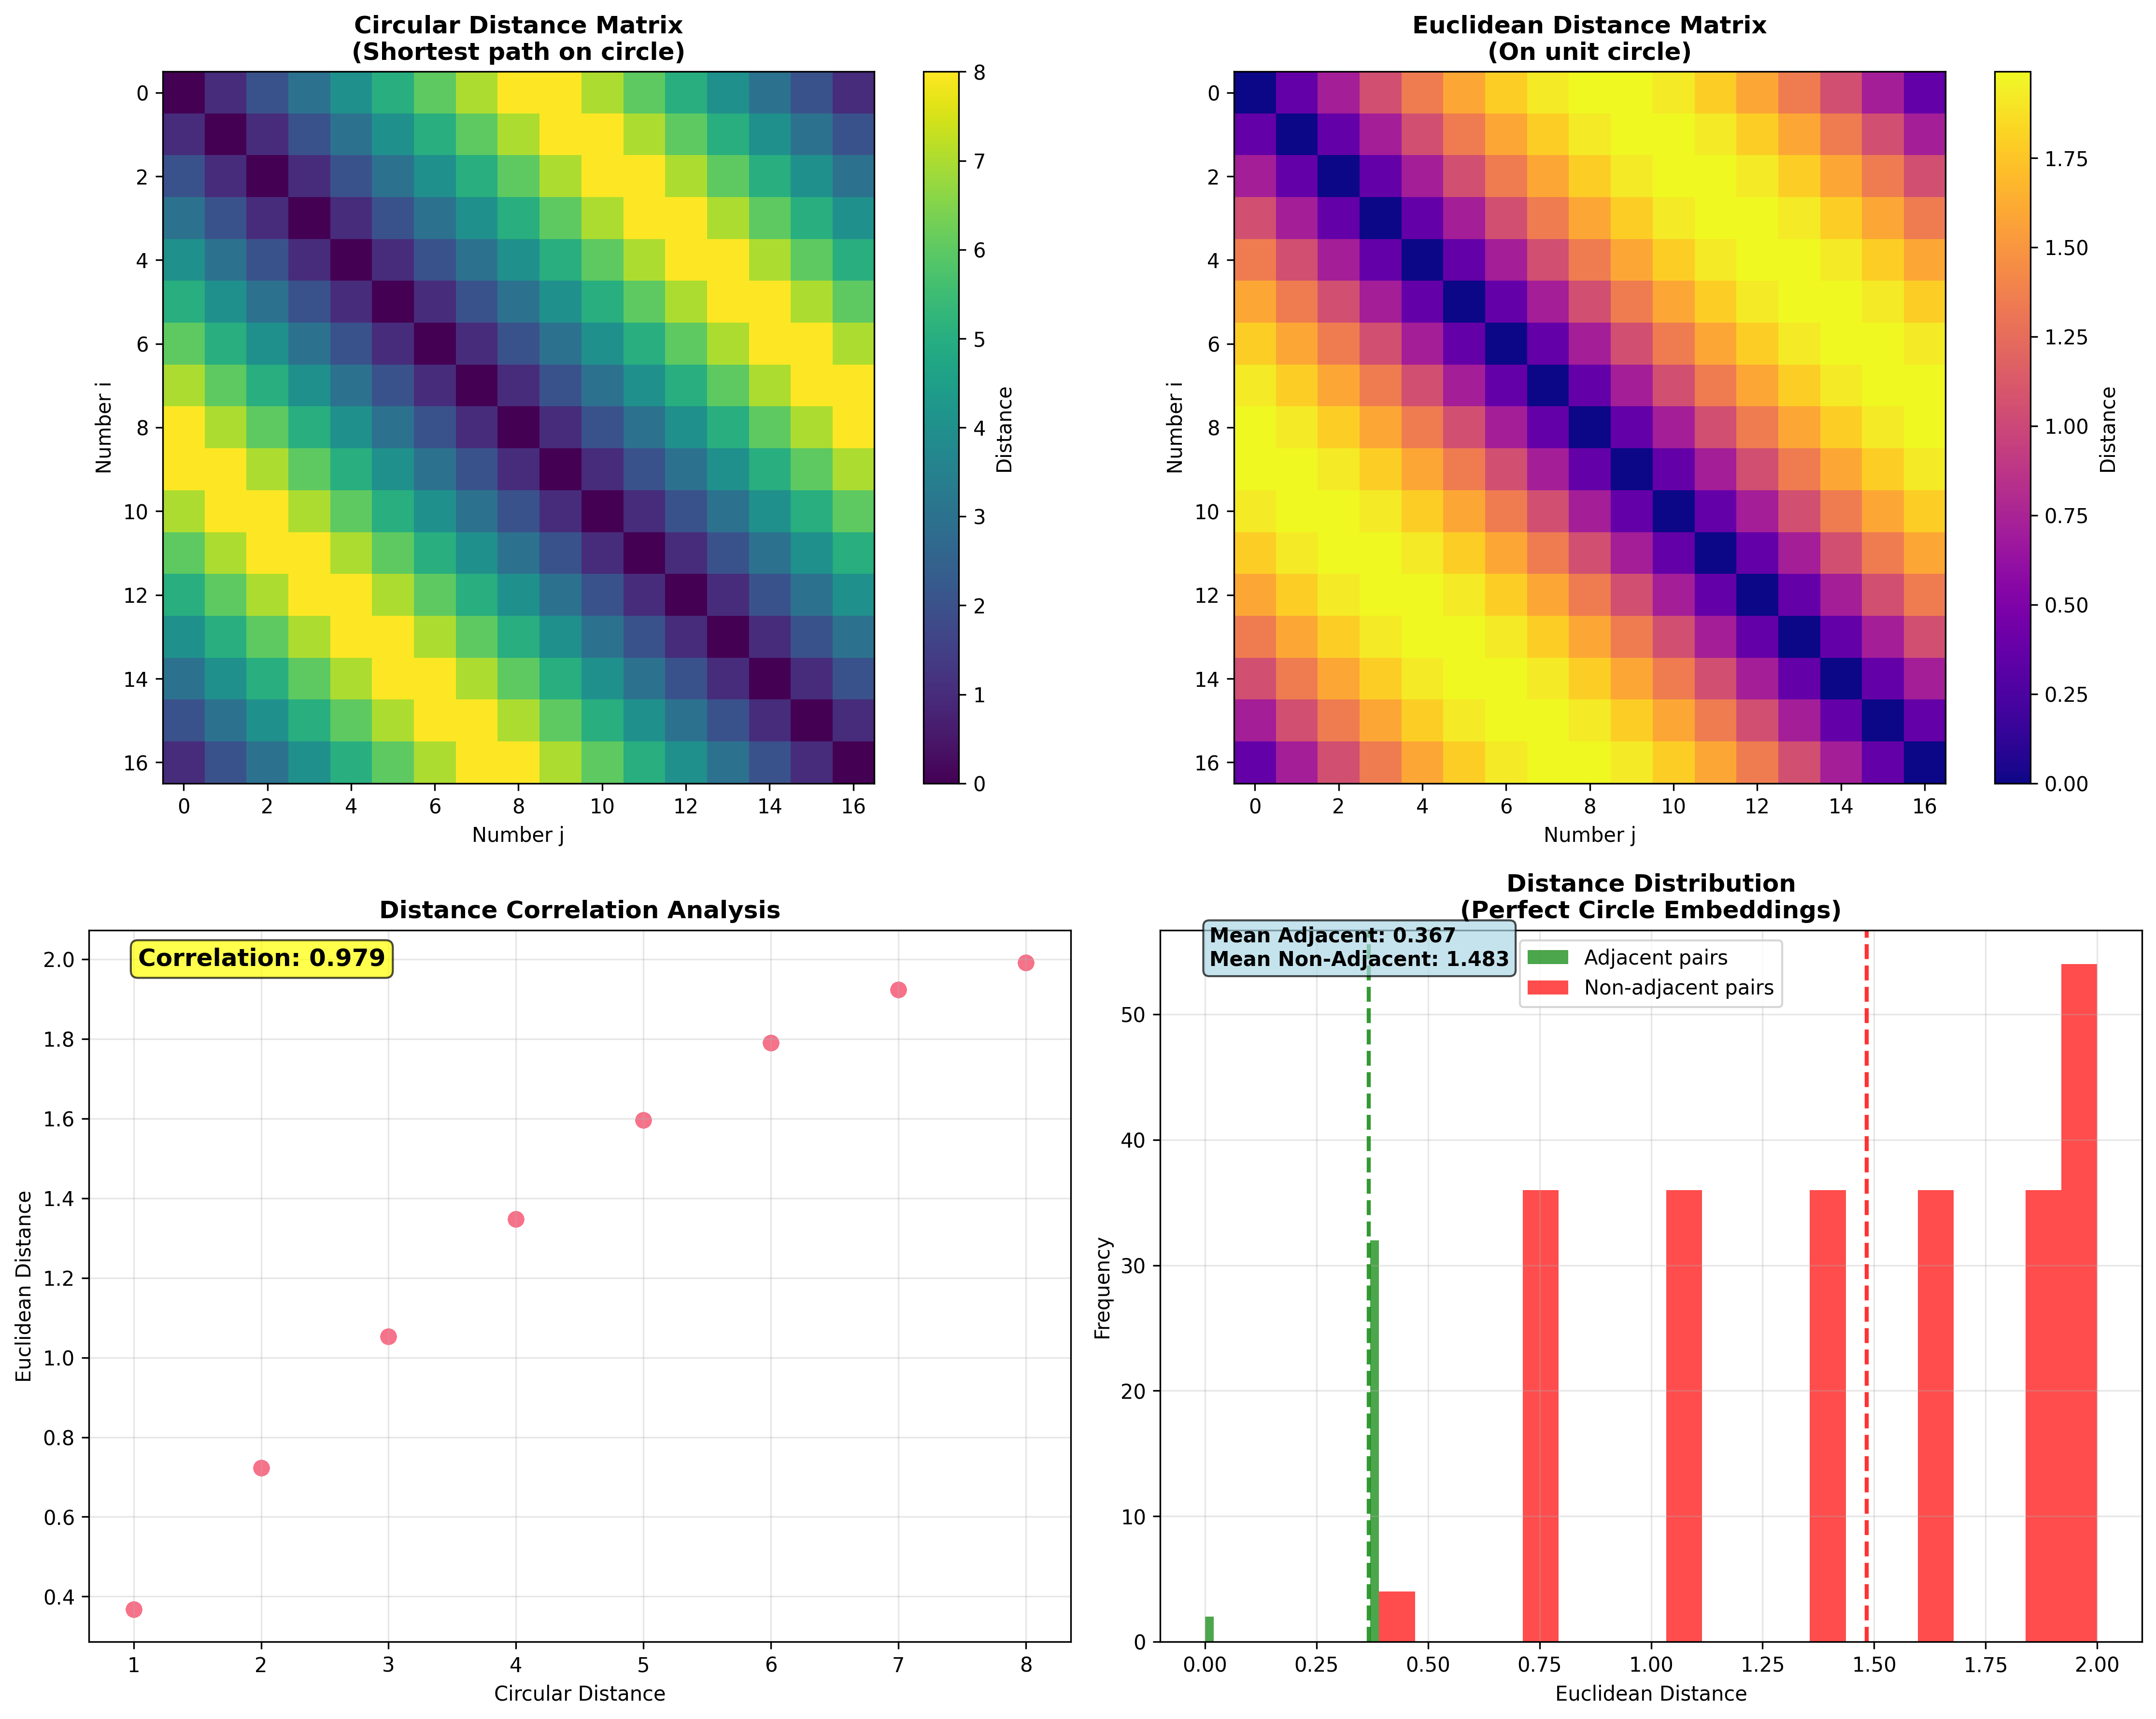 Circular Distance Matrix
(Shortest path on circle)
Number i
0
2
4
6
8
10
12
14
16
0 2 4 6 8 10 12 14 16
Number j
8
7
6
5
4
3
2
1
0
Distance
Euclidean Distance Matrix
(On unit circle)
Number i
0
2
4
6
8
10
12
14
16
0 2 4 6 8 10 12 14 16
Number j
1.75
1.50
1.25
1.00
0.75
0.50
0.25
0.00
Distance
Distance Correlation Analysis
Correlation: 0.979
Euclidean Distance
2.0
1.8
1.6
1.4
1.2
1.0
0.8
0.6
0.4
1 2 3 4 5 6 7 8
Circular Distance
Distance Distribution
(Perfect Circle Embeddings)
Mean Adjacent: 0.367
Mean Non-Adjacent: 1.483
Adjacent pairs
Non-adjacent pairs
Frequency
50
40
30
20
10
0
0.00 0.25 0.50 0.75 1.00 1.25 1.50 1.75 2.00
Euclidean Distance